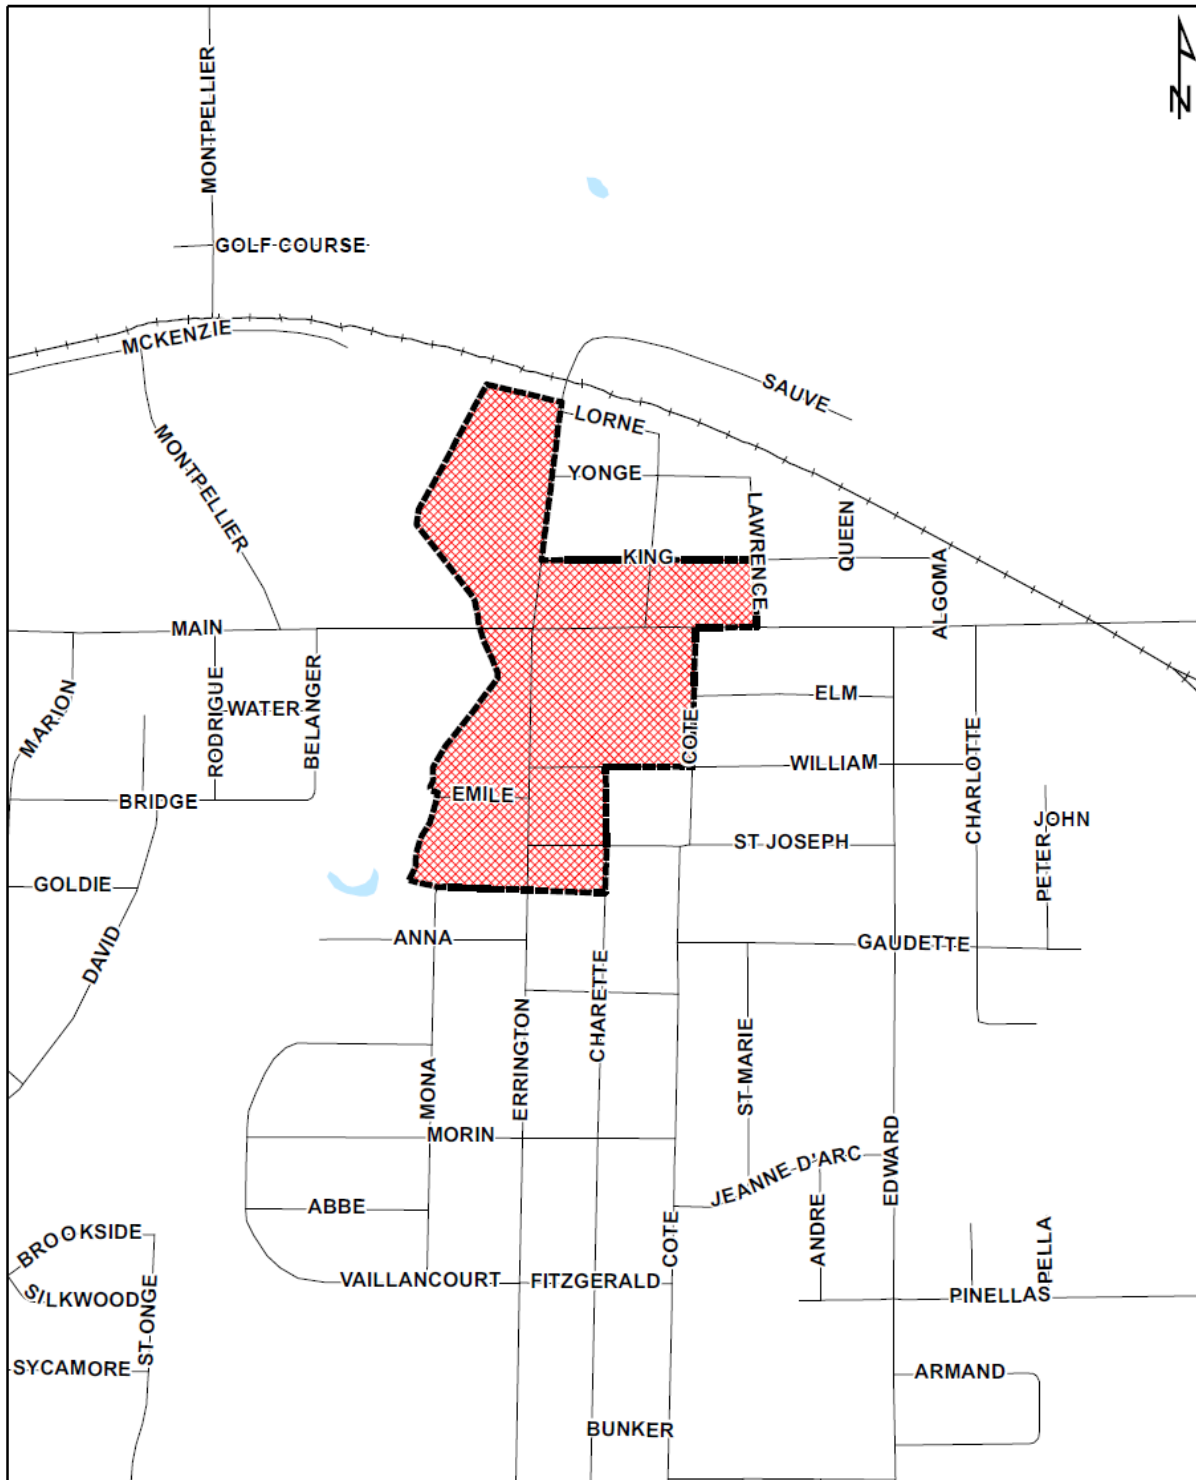 MONTPELLIER
N
GOLF COURSE
MCKENZIE
SAUVE
LORNE
MONTPELLIER
YONGE
LAWRENCE
QUEEN
KING
ALGOMA
MAIN
MARION
RODRIGUE
WATER
BELANGER
ELM
COTE
WILLIAM
CHARLOTTE
BRIDGE
EMILE
JOHN
ST JOSEPH
PETER
GOLDIE
DAVID
ANNA
GAUDETTE
CHARETTE
ERRINGTON
ST MARIE
MONA
MORIN
EDWARD
JEANNE D'ARC
ABBE
ANDRE
COTE
BROOKSIDE
PELLA
VAILLANCOURT
FITZGERALD
SILKWOOD
PINELLAS
ST ONGE
SYCAMORE
ARMAND
BUNKER